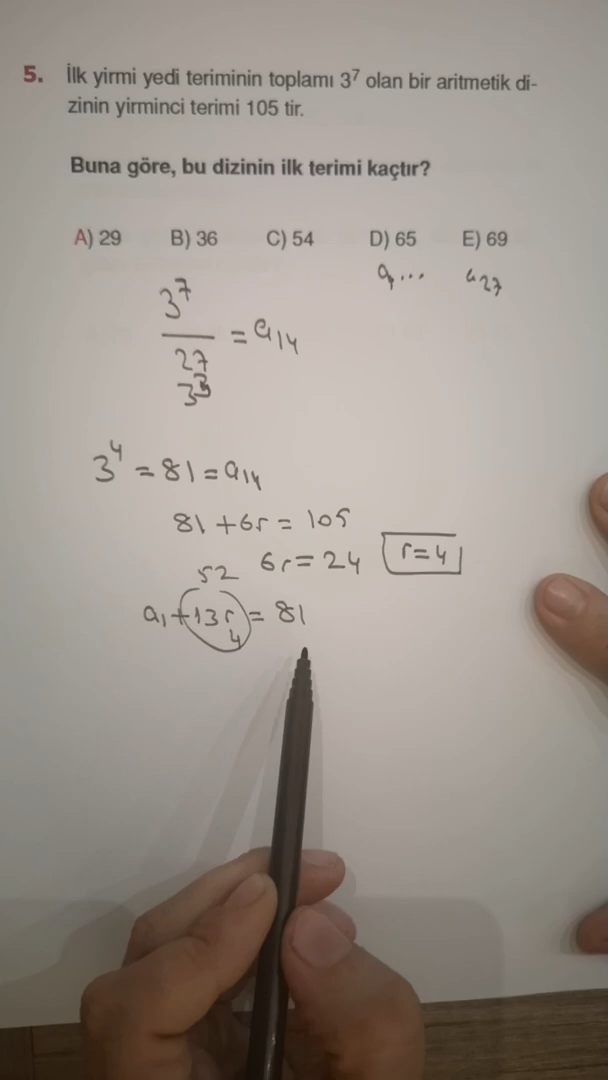 5. İlk yirmi yedi teriminin toplamı 3⁷ olan bir aritmetik di-
zinin yirminci terimi 105 tir.
Buna göre, bu dizinin ilk terimi kaçtır?
A) 29 B) 36 C) 54 D) 65 E) 69
a₁... a₂₇
3⁷
— = a₁₄
27
3³
3⁴ = 81 = a₁₄
81 + 6r = 105
6r = 24 r = 4
52
a₁ + 13r = 81
4